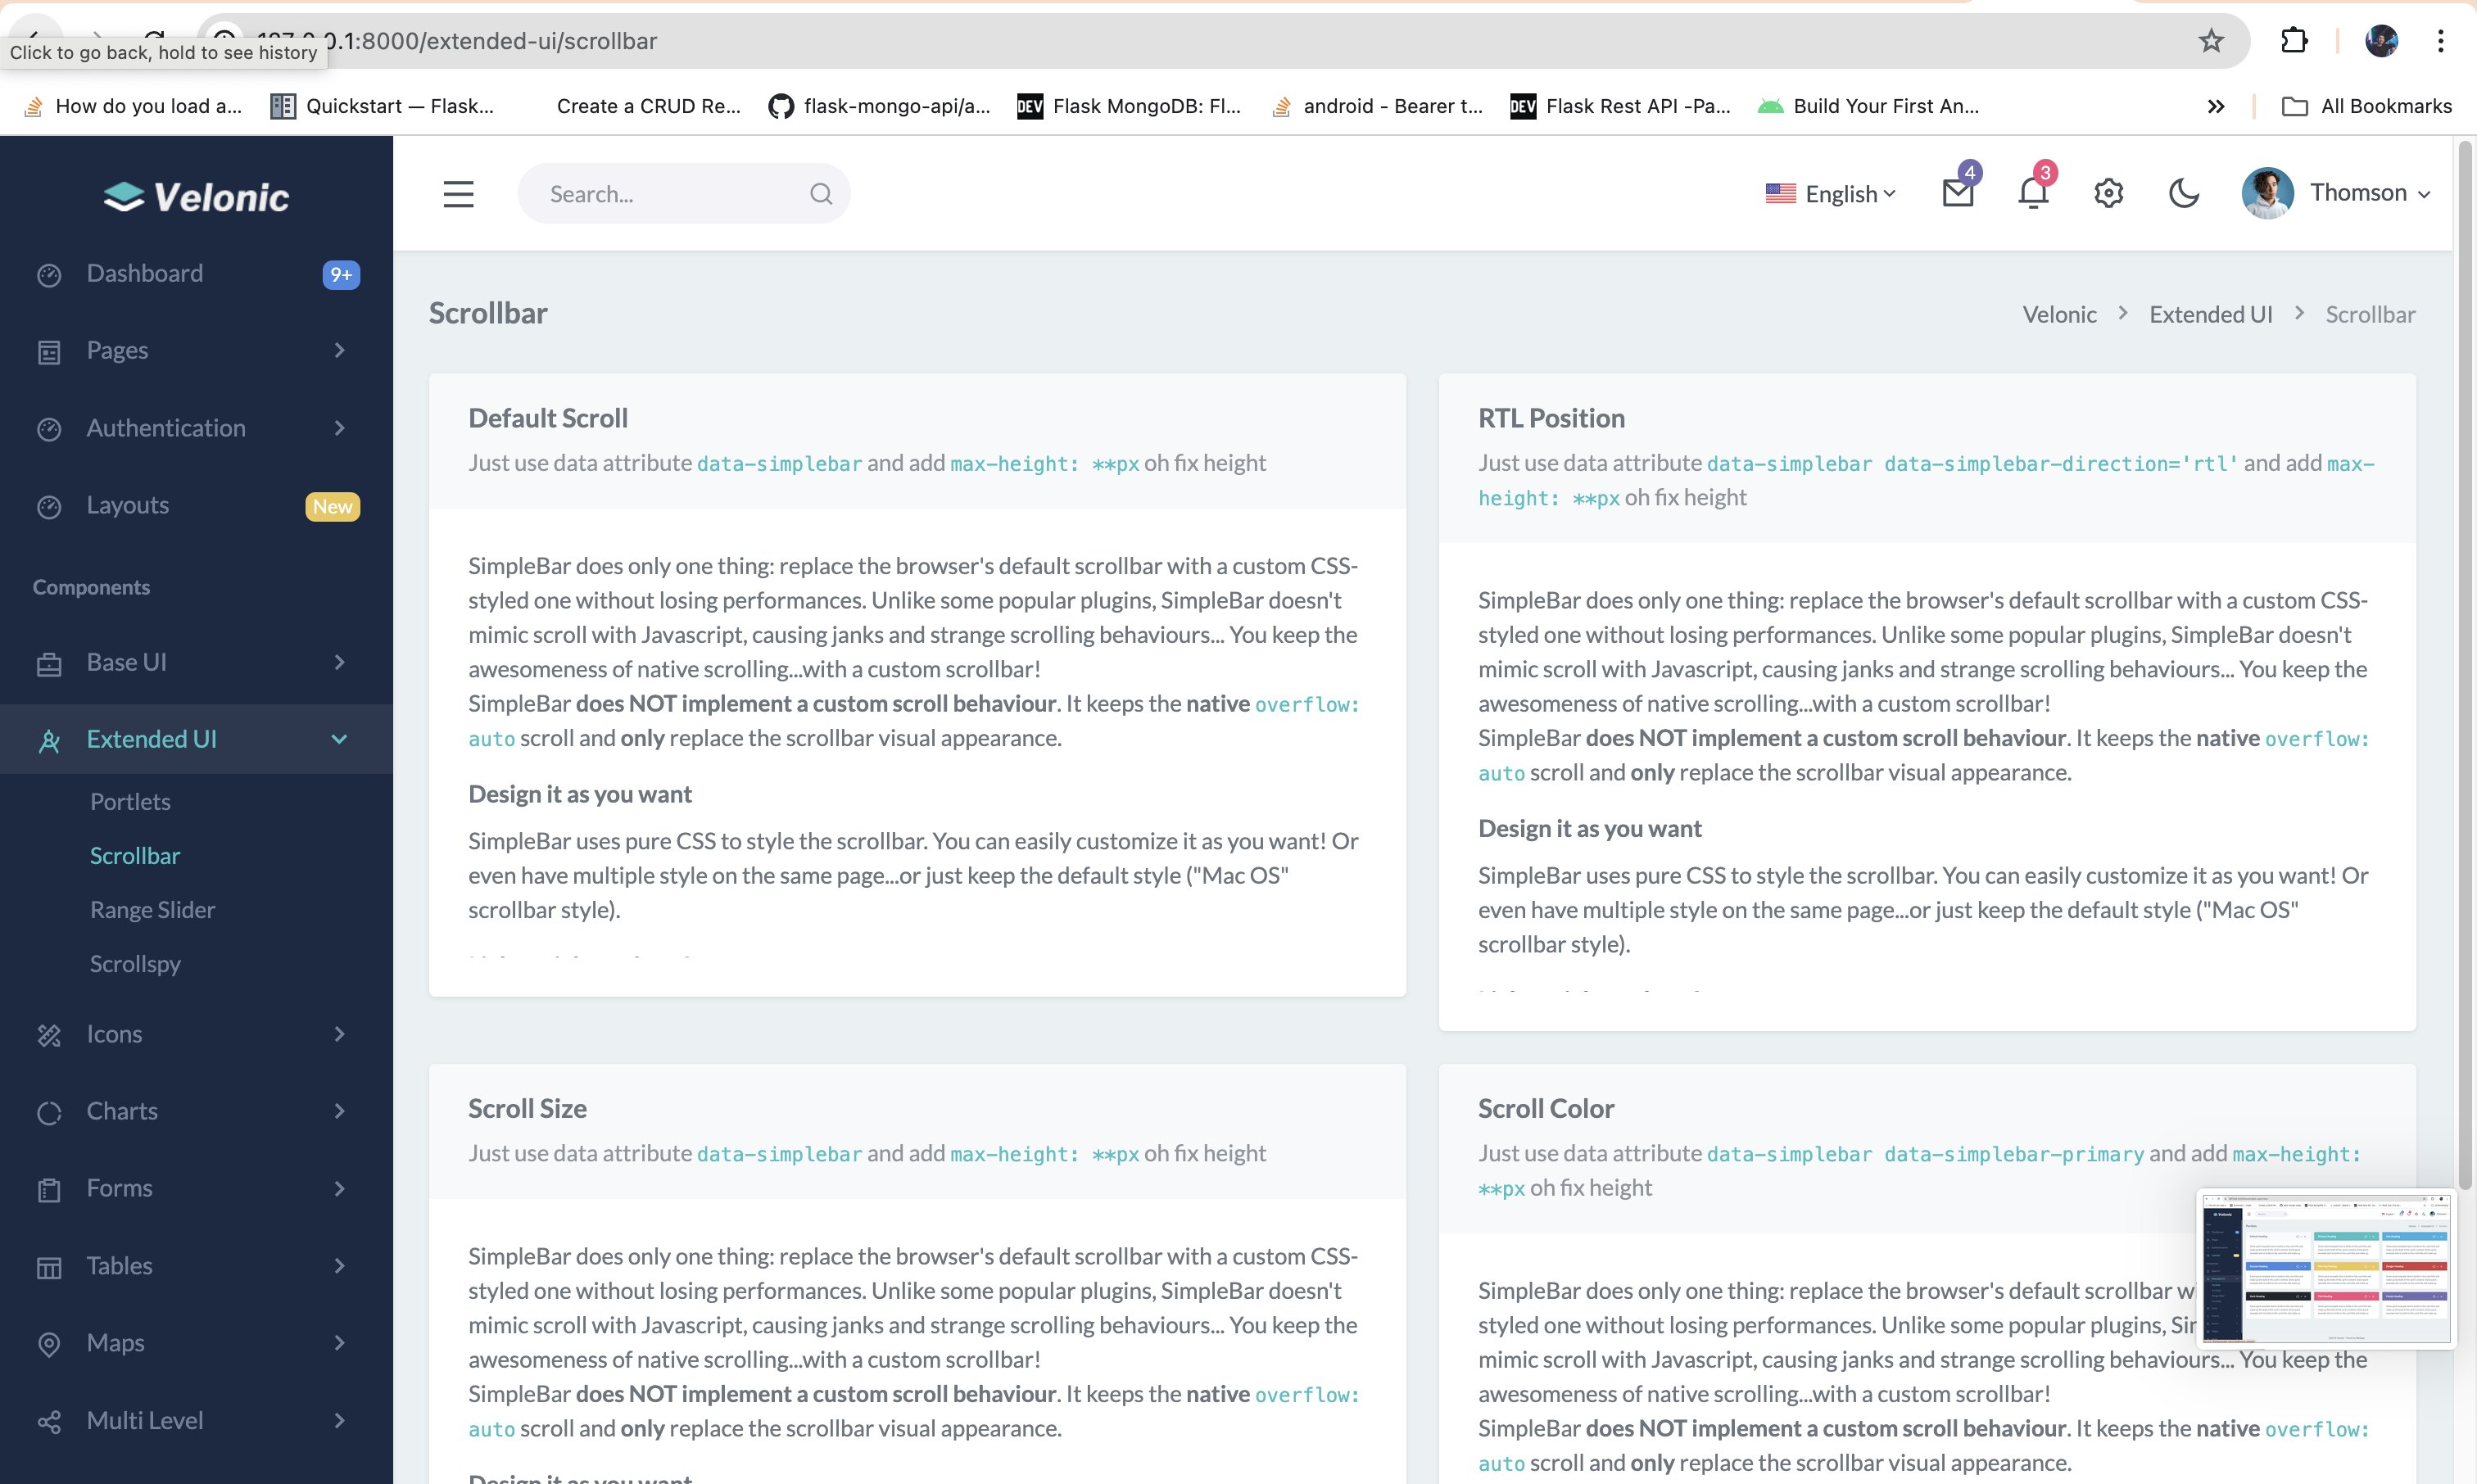 127.0.0.1:8000/extended-ui/scrollbar
Click to go back, hold to see history
How do you load a...
Quickstart — Flask...
Create a CRUD Re...
flask-mongo-api/a...
DEV Flask MongoDB: Fl...
android - Bearer t...
DEV Flask Rest API -Pa...
Build Your First An...
All Bookmarks
Velonic
Search...
English
4
3
Thomson
Dashboard 9+
Pages
Authentication
Layouts New
Components
Base UI
Extended UI
Portlets
Scrollbar
Range Slider
Scrollspy
Icons
Charts
Forms
Tables
Maps
Multi Level
Scrollbar
Velonic > Extended UI > Scrollbar
Default Scroll
Just use data attribute data-simplebar and add max-height: **px oh fix height
SimpleBar does only one thing: replace the browser's default scrollbar with a custom CSS-
styled one without losing performances. Unlike some popular plugins, SimpleBar doesn't
mimic scroll with Javascript, causing janks and strange scrolling behaviours... You keep the
awesomeness of native scrolling...with a custom scrollbar!
SimpleBar does NOT implement a custom scroll behaviour. It keeps the native overflow:
auto scroll and only replace the scrollbar visual appearance.
Design it as you want
SimpleBar uses pure CSS to style the scrollbar. You can easily customize it as you want! Or
even have multiple style on the same page...or just keep the default style ("Mac OS"
scrollbar style).
RTL Position
Just use data attribute data-simplebar data-simplebar-direction='rtl' and add max-
height: **px oh fix height
SimpleBar does only one thing: replace the browser's default scrollbar with a custom CSS-
styled one without losing performances. Unlike some popular plugins, SimpleBar doesn't
mimic scroll with Javascript, causing janks and strange scrolling behaviours... You keep the
awesomeness of native scrolling...with a custom scrollbar!
SimpleBar does NOT implement a custom scroll behaviour. It keeps the native overflow:
auto scroll and only replace the scrollbar visual appearance.
Design it as you want
SimpleBar uses pure CSS to style the scrollbar. You can easily customize it as you want! Or
even have multiple style on the same page...or just keep the default style ("Mac OS"
scrollbar style).
Scroll Size
Just use data attribute data-simplebar and add max-height: **px oh fix height
SimpleBar does only one thing: replace the browser's default scrollbar with a custom CSS-
styled one without losing performances. Unlike some popular plugins, SimpleBar doesn't
mimic scroll with Javascript, causing janks and strange scrolling behaviours... You keep the
awesomeness of native scrolling...with a custom scrollbar!
SimpleBar does NOT implement a custom scroll behaviour. It keeps the native overflow:
auto scroll and only replace the scrollbar visual appearance.
Design it as you want
Scroll Color
Just use data attribute data-simplebar data-simplebar-primary and add max-height:
**px oh fix height
SimpleBar does only one thing: replace the browser's default scrollbar w
styled one without losing performances. Unlike some popular plugins, Sir
mimic scroll with Javascript, causing janks and strange scrolling behaviours... You keep the
awesomeness of native scrolling...with a custom scrollbar!
SimpleBar does NOT implement a custom scroll behaviour. It keeps the native overflow:
auto scroll and only replace the scrollbar visual appearance.